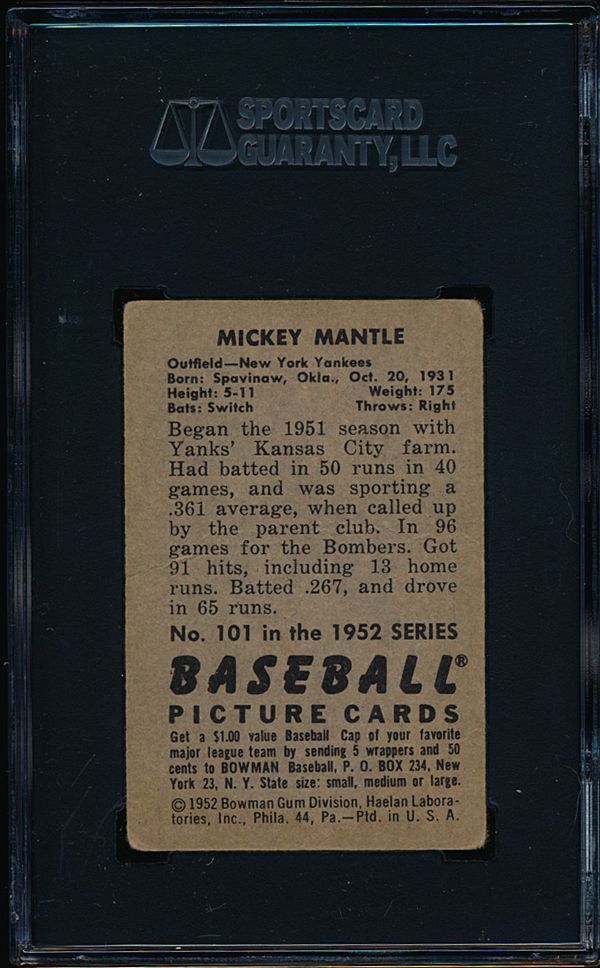 SPORTSCARD
GUARANTY, LLC
MICKEY MANTLE
Outfield—New York Yankees
Born: Spavinaw, Okla., Oct. 20, 1931
Height: 5-11 Weight: 175
Bats: Switch Throws: Right
Began the 1951 season with
Yanks' Kansas City farm.
Had batted in 50 runs in 40
games, and was sporting a
.361 average, when called up
by the parent club. In 96
games for the Bombers. Got
91 hits, including 13 home
runs. Batted .267, and drove
in 65 runs.
No. 101 in the 1952 SERIES
BASEBALL®
PICTURE CARDS
Get a $1.00 value Baseball Cap of your favorite
major league team by sending 5 wrappers and 50
cents to BOWMAN Baseball, P. O. BOX 234, New
York 23, N. Y. State size: small, medium or large.
© 1952 Bowman Gum Division, Haelan Labora-
tories, Inc., Phila. 44, Pa.—Ptd. in U. S. A.